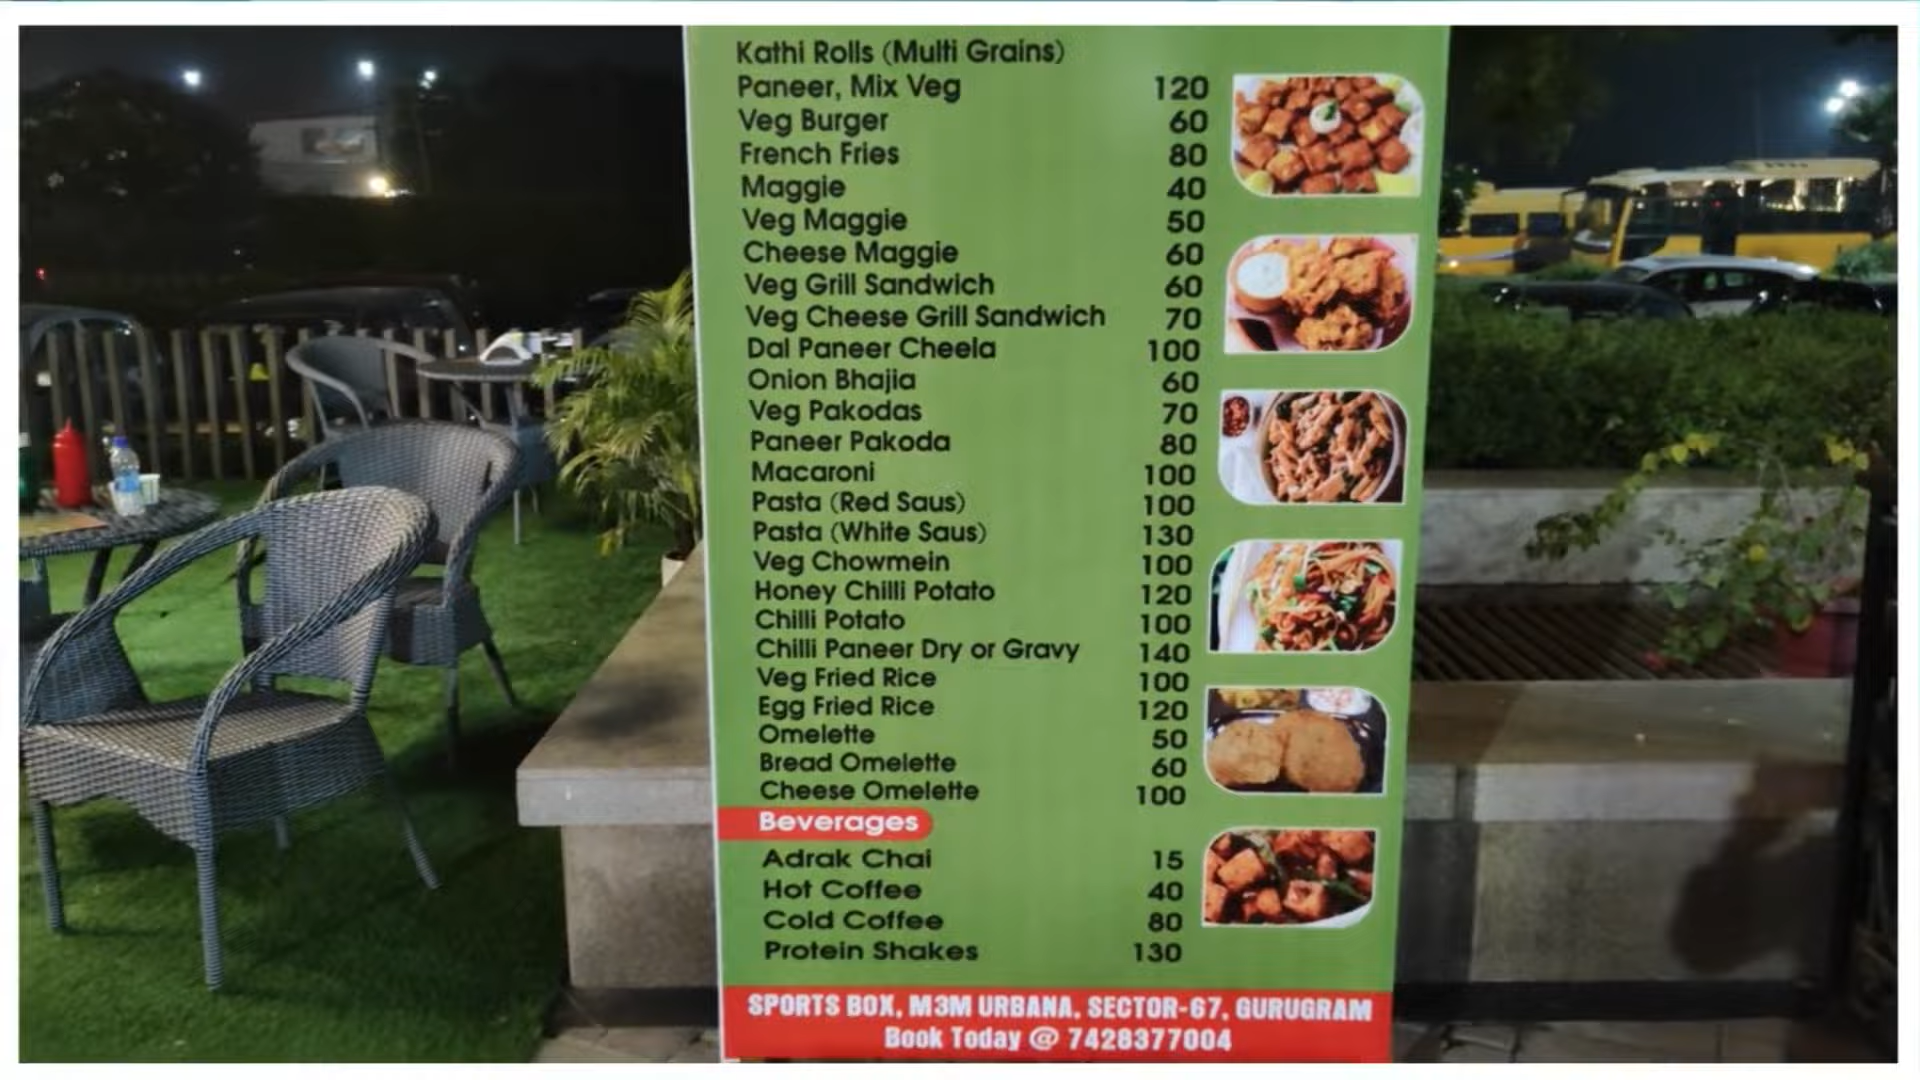 Kathi Rolls (Multi Grains)
Paneer, Mix Veg 120
Veg Burger 60
French Fries 80
Maggie 40
Veg Maggie 50
Cheese Maggie 60
Veg Grill Sandwich 60
Veg Cheese Grill Sandwich 70
Dal Paneer Cheela 100
Onion Bhajia 60
Veg Pakodas 70
Paneer Pakoda 80
Macaroni 100
Pasta (Red Saus) 100
Pasta (White Saus) 130
Veg Chowmein 100
Honey Chilli Potato 120
Chilli Potato 100
Chilli Paneer Dry or Gravy 140
Veg Fried Rice 100
Egg Fried Rice 120
Omelette 50
Bread Omelette 60
Cheese Omelette 100
Beverages
Adrak Chai 15
Hot Coffee 40
Cold Coffee 80
Protein Shakes 130
SPORTS BOX, M3M URBANA, SECTOR-67, GURUGRAM
Book Today @ 7428377004